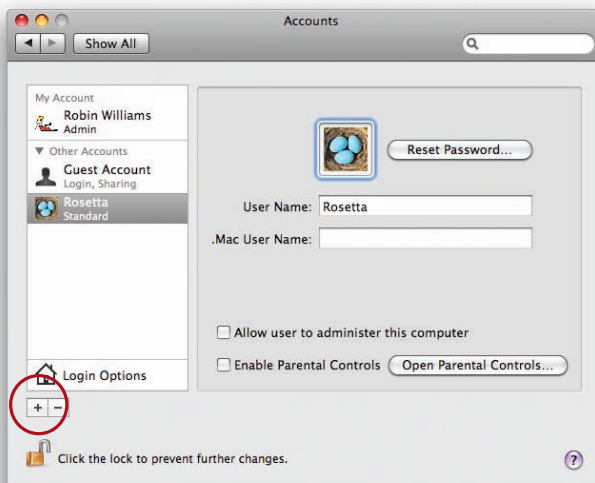 Accounts
Show All
My Account
Robin Williams
Admin
Other Accounts
Guest Account
Login, Sharing
Rosetta
Standard
Login Options
+ −
Reset Password...
User Name: Rosetta
.Mac User Name:
Allow user to administer this computer
Enable Parental Controls Open Parental Controls...
Click the lock to prevent further changes.
?